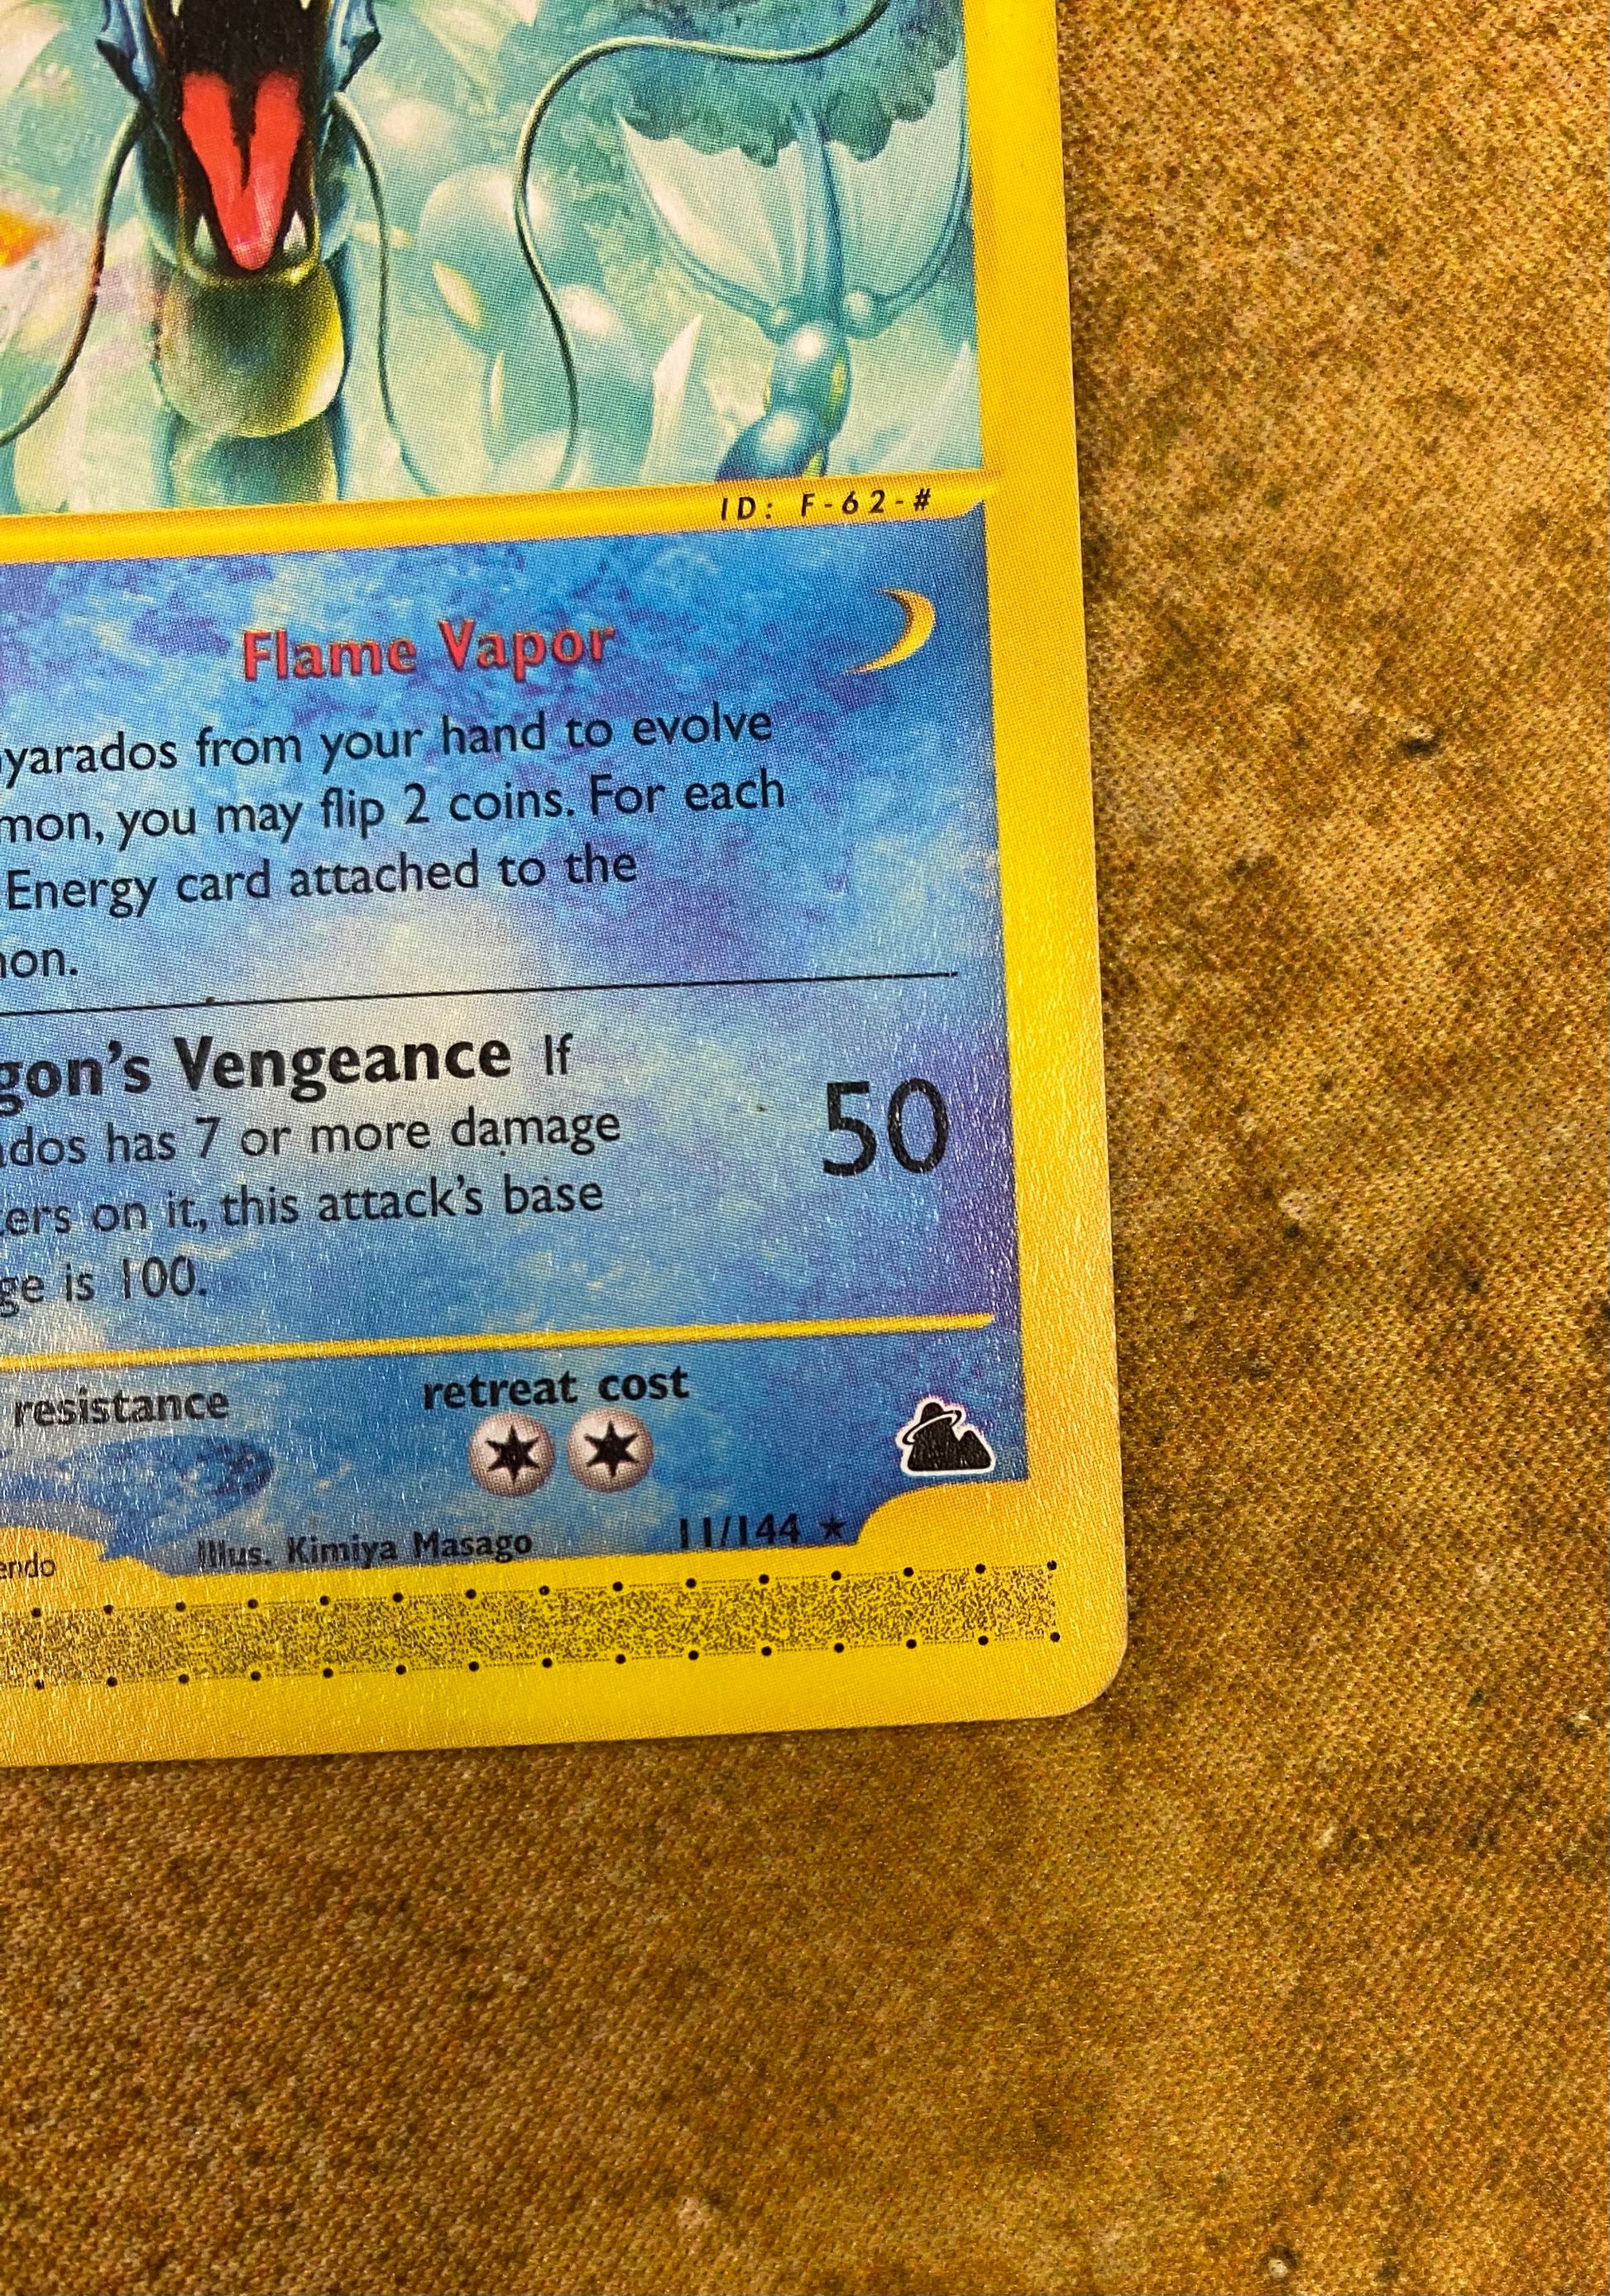 ID: F-62-#
Flame Vapor
yarados from your hand to evolve
mon, you may flip 2 coins. For each
Energy card attached to the
on.
gon's Vengeance If
dos has 7 or more damage
ers on it, this attack's base
ge is 100.
50
resistance
retreat cost
endo
Illus. Kimiya Masago
11/144 ★